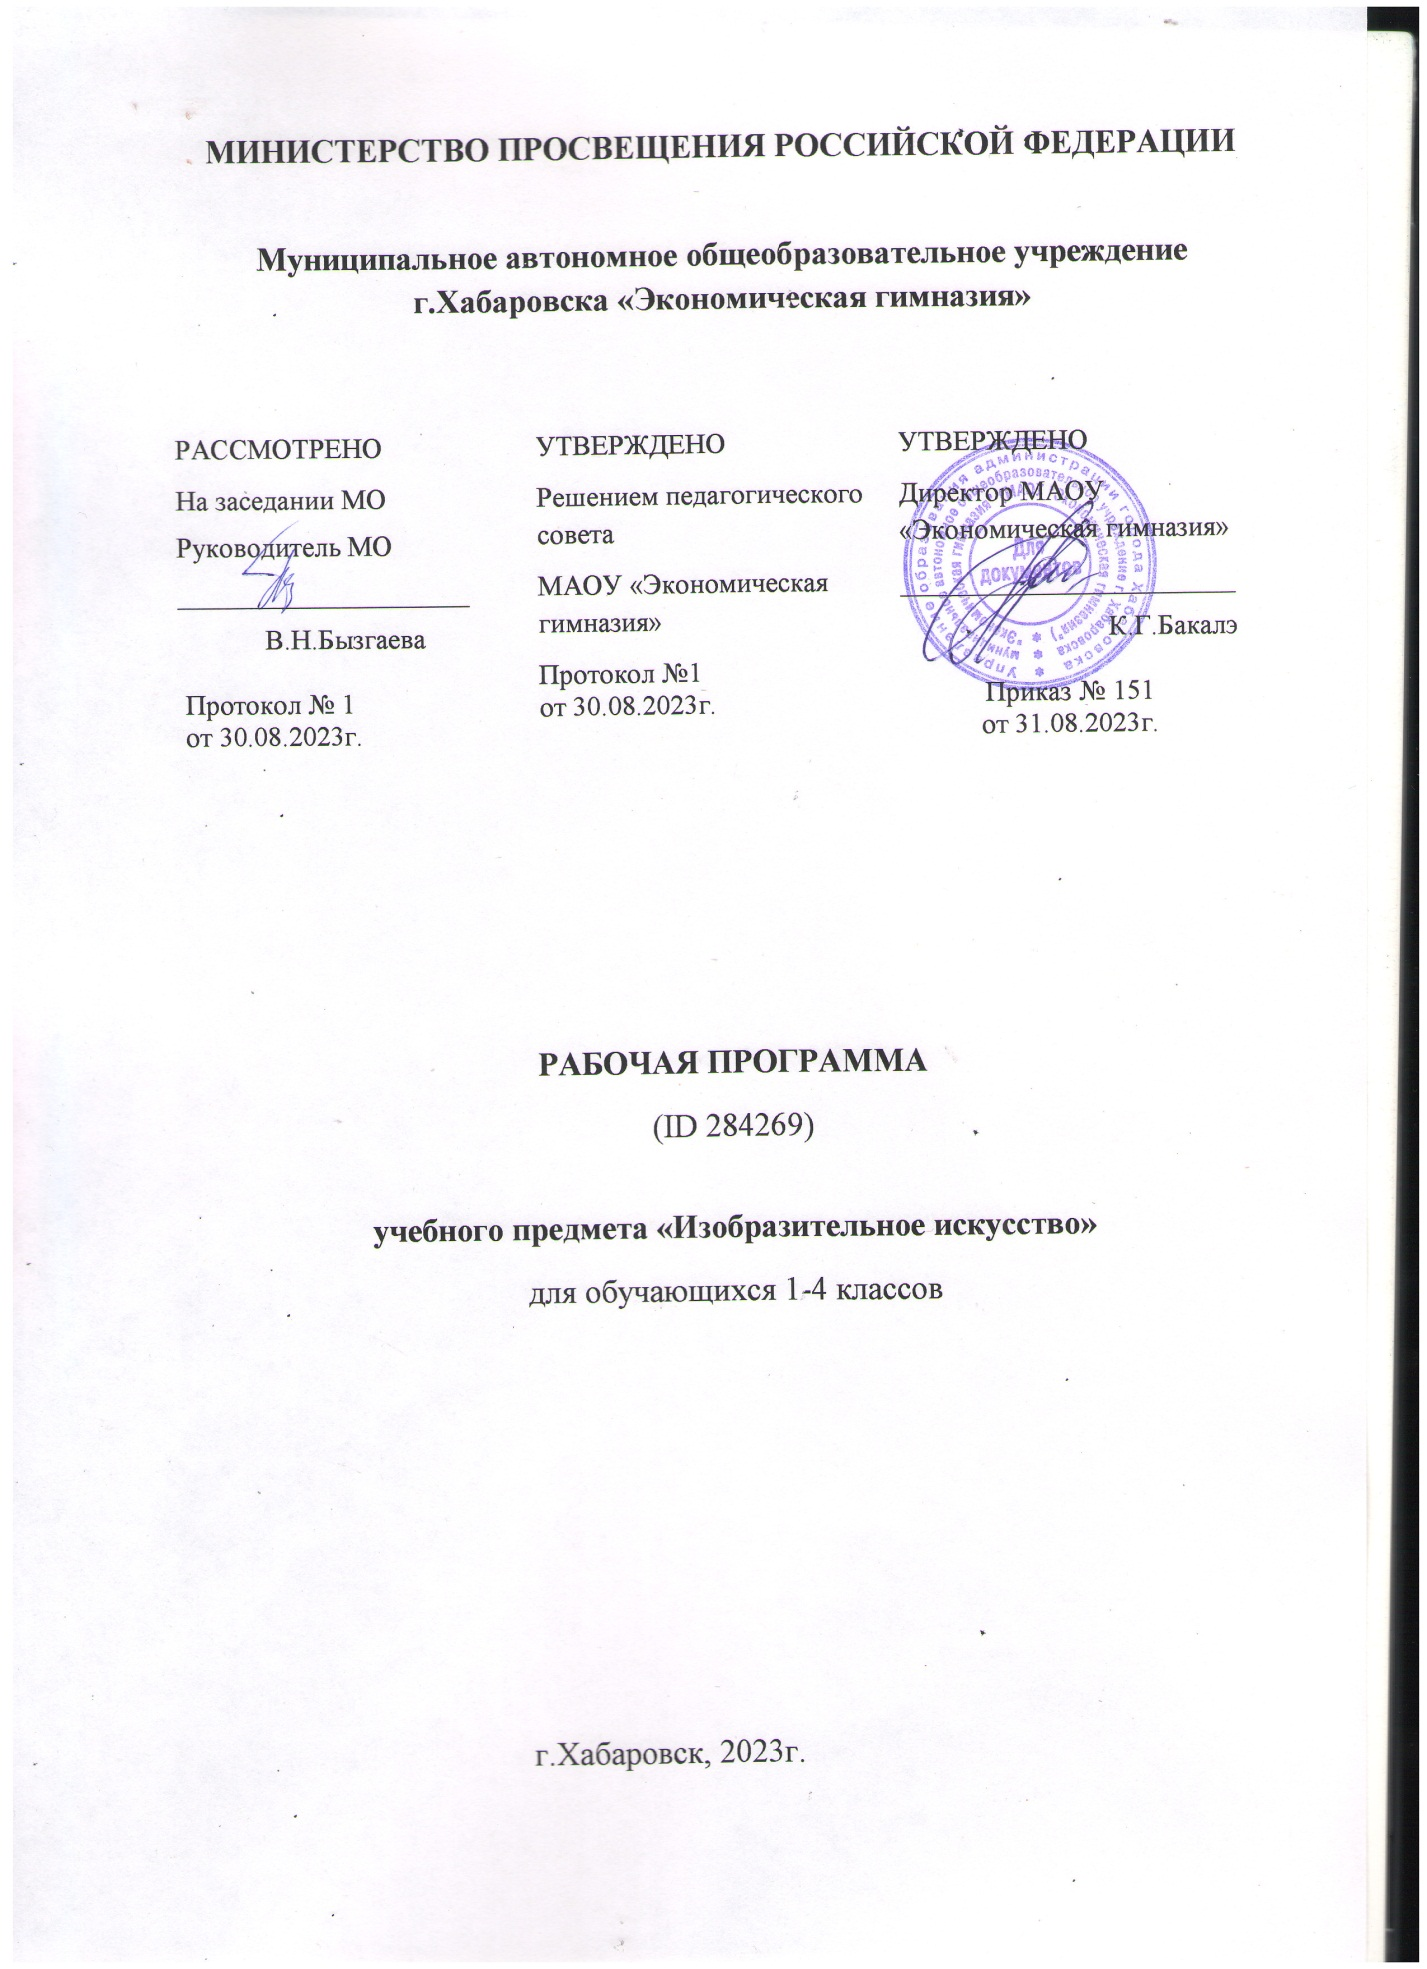 МИНИСТЕРСТВО ПРОСВЕЩЕНИЯ РОССИЙСКОЙ ФЕДЕРАЦИИ
Муниципальное автономное общеобразовательное учреждение
г.Хабаровска «Экономическая гимназия»
РАССМОТРЕНО
На заседании МО
Руководитель МО
В.Н.Бызгаева
Протокол № 1
от 30.08.2023г.
УТВЕРЖДЕНО
Решением педагогического
совета
МАОУ «Экономическая
гимназия»
Протокол №1
от 30.08.2023г.
УТВЕРЖДЕНО
Директор МАОУ
«Экономическая гимназия»
К.Г.Бакалэ
Приказ № 151
от 31.08.2023г.
Для
документов
РАБОЧАЯ ПРОГРАММА
(ID 284269)
учебного предмета «Изобразительное искусство»
для обучающихся 1-4 классов
г.Хабаровск, 2023г.